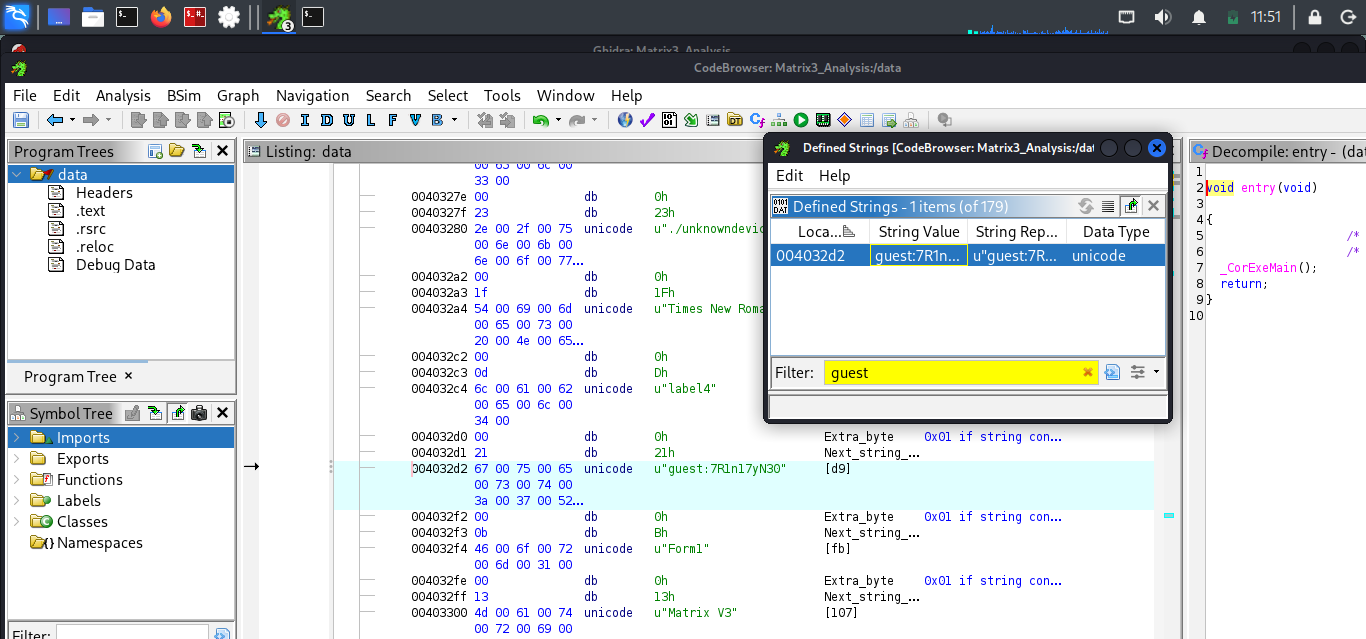 11:51
Ghidra: Matrix3_Analysis
CodeBrowser: Matrix3_Analysis:/data
File Edit Analysis BSim Graph Navigation Search Select Tools Window Help
I D U L F V B
Program Trees
data
Headers
.text
.rsrc
.reloc
Debug Data
Program Tree ×
Symbol Tree
Imports
Exports
Functions
Labels
Classes
Namespaces
Filter:
Listing: data
00 65 00 6c 00
33 00
0040327e 00 db 0h
0040327f 23 db 23h
00403280 2e 00 2f 00 75 unicode u"./unknowndevic
00 6e 00 6b 00
6e 00 6f 00 77...
004032a2 00 db 0h
004032a3 1f db 1Fh
004032a4 54 00 69 00 6d unicode u"Times New Roma
00 65 00 73 00
20 00 4e 00 65...
004032c2 00 db 0h
004032c3 0d db Dh
004032c4 6c 00 61 00 62 unicode u"label4"
00 65 00 6c 00
34 00
004032d0 00 db 0h Extra_byte 0x01 if string con...
004032d1 21 db 21h Next_string_...
004032d2 67 00 75 00 65 unicode u"guest:7R1n17yN30" [d9]
00 73 00 74 00
3a 00 37 00 52...
004032f2 00 db 0h Extra_byte 0x01 if string con...
004032f3 0b db Bh Next_string_...
004032f4 46 00 6f 00 72 unicode u"Form1" [fb]
00 6d 00 31 00
004032fe 00 db 0h Extra_byte 0x01 if string con...
004032ff 13 db 13h Next_string_...
00403300 4d 00 61 00 74 unicode u"Matrix V3" [107]
00 72 00 69 00
Defined Strings [CodeBrowser: Matrix3_Analysis:/dat
Edit Help
Defined Strings - 1 items (of 179)
Loca... String Value String Rep... Data Type
004032d2 guest:7R1n... u"guest:7R... unicode
Filter: guest
Decompile: entry - (dat
1
2 void entry(void)
3
4 {
5 /*
6 /*
7 _CorExeMain();
8 return;
9 }
10